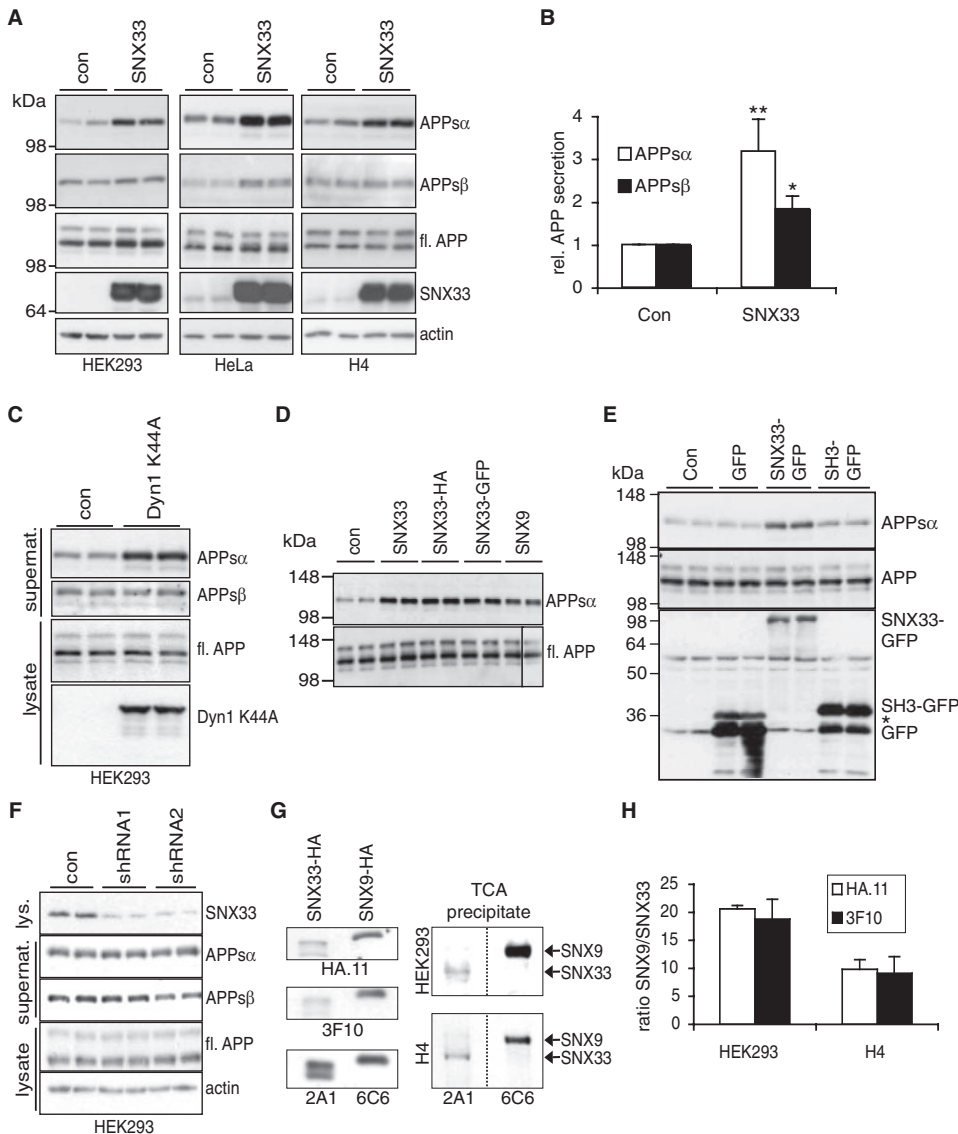 A
con
SNX33
con
SNX33
con
SNX33
kDa
98
98
98
64
APPsα
APPsβ
fl. APP
SNX33
actin
HEK293
HeLa
H4
B
rel. APP secretion
4
3
2
1
0
APPsα
APPsβ
**
*
Con
SNX33
C
con
Dyn1 K44A
supernat.
lysate
APPsα
APPsβ
fl. APP
Dyn1 K44A
HEK293
D
kDa
con
SNX33
SNX33-HA
SNX33-GFP
SNX9
148
98
148
98
APPsα
fl. APP
E
kDa
Con
GFP
SNX33-
GFP
SH3-
GFP
148
98
148
98
98
64
50
36
APPsα
APP
SNX33-
GFP
SH3-GFP
*
GFP
F
con
shRNA1
shRNA2
lys.
supernat.
lysate
SNX33
APPsα
APPsβ
fl. APP
actin
HEK293
G
SNX33-HA
SNX9-HA
HA.11
3F10
2A1
6C6
TCA
precipitate
HEK293
SNX9
SNX33
H4
SNX9
SNX33
2A1
6C6
H
ratio SNX9/SNX33
25
20
15
10
5
0
HA.11
3F10
HEK293
H4